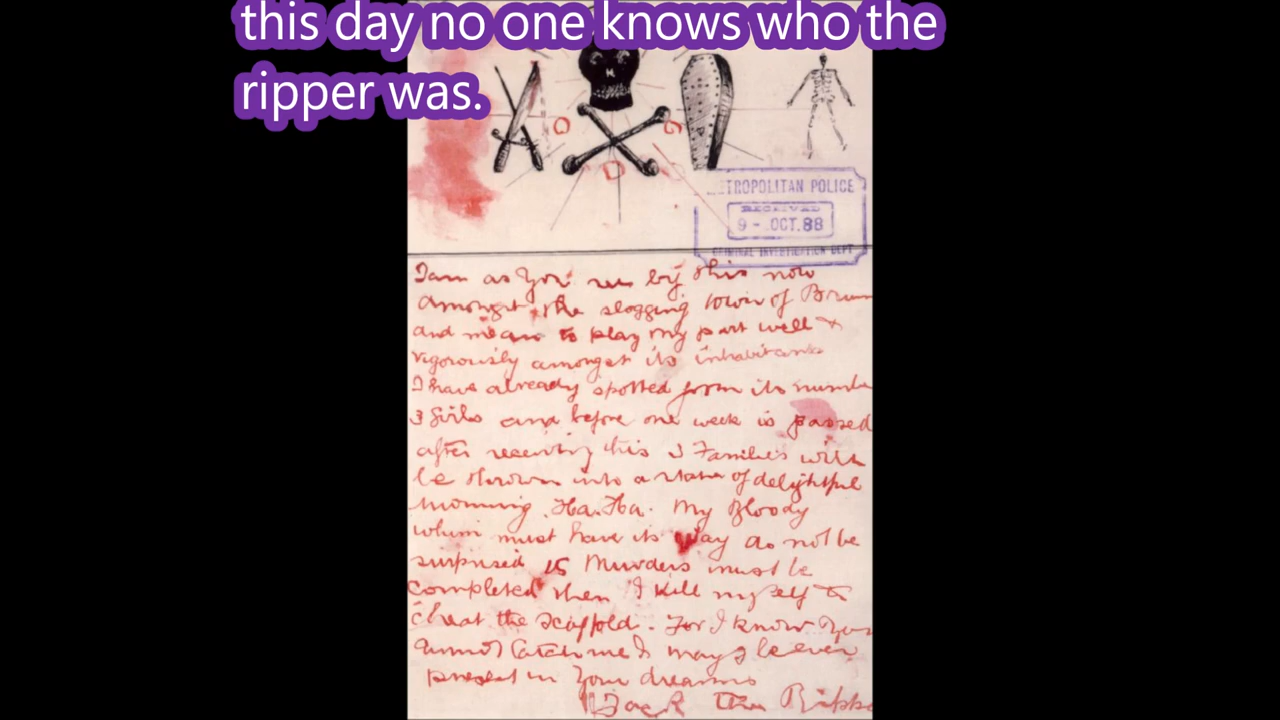 this day no one knows who the
ripper was.
TROPOLITAN POLICE
RECEIVED
9 - OCT.88
CRIMINAL INVESTIGATION DEPT
I am as you see by this now
amongst the slogging town of Brum
and mean to play my part well &
vigorously amongst its inhabitants
I have already spotted from its numbe
3 Girls and before one week is passed
after receiving this 3 Families will
be thrown into a state of delightful
mourning. Ha. Ha. My Bloody
whim must have its way do not be
surprised 15 Murders must be
completed then I kill myself to
cheat the scaffold. For I know you
cannot catch me & may I be ever
present in your dreams
Jack the Rippe